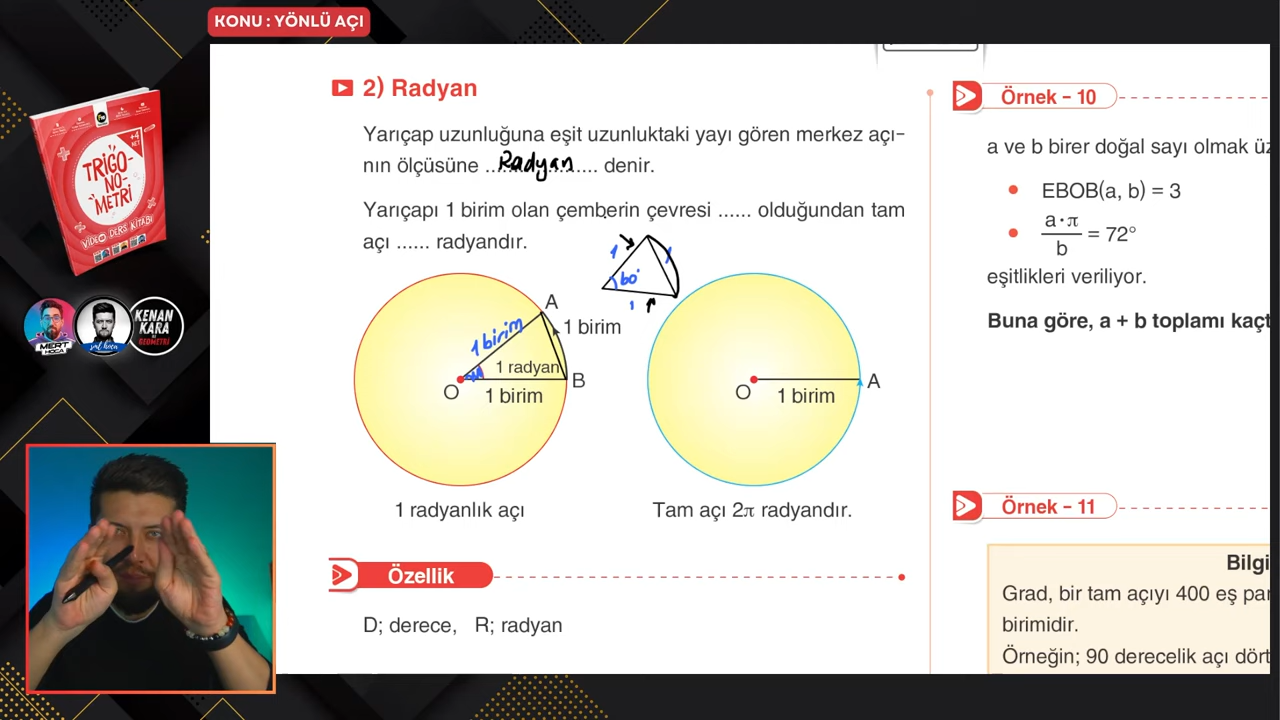 KONU : YÖNLÜ AÇI
+4 NET
TRİGO-
NO-
METRİ
VİDEO DERS KİTABI
MERT HOCA
KENAN
KARA
GEOMETRİ
2) Radyan
Yarıçap uzunluğuna eşit uzunluktaki yayı gören merkez açı-
nın ölçüsüne ...Radyan... denir.
Yarıçapı 1 birim olan çemberin çevresi ...... olduğundan tam
açı ...... radyandır.
1
60°
1
1
A
1 birim
1 birim
1 radyan
O
B
1 birim
1 radyanlık açı
O
A
1 birim
Tam açı 2π radyandır.
Özellik
D; derece, R; radyan
Örnek - 10
a ve b birer doğal sayı olmak üz
EBOB(a, b) = 3
a·π
b
= 72°
eşitlikleri veriliyor.
Buna göre, a + b toplamı kaçt
Örnek - 11
Bilgi
Grad, bir tam açıyı 400 eş par
birimidir.
Örneğin; 90 derecelik açı dört